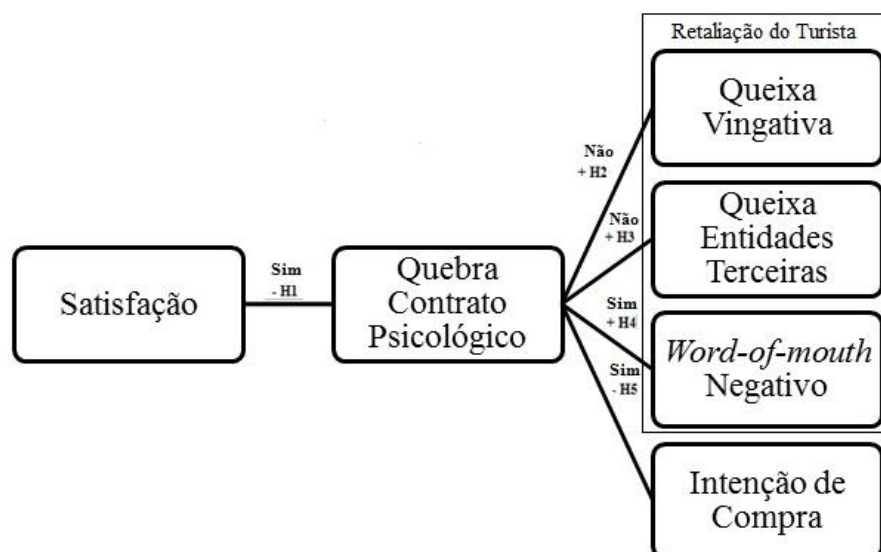 Retaliação do Turista
Queixa
Vingativa
Não
+ H2
Queixa
Entidades
Terceiras
Não
+H3
Satisfação
Sim
- H1
Quebra
Contrato
Psicológico
Sim
+ H4
Word-of-mouth
Negativo
Sim
- H5
Intenção de
Compra